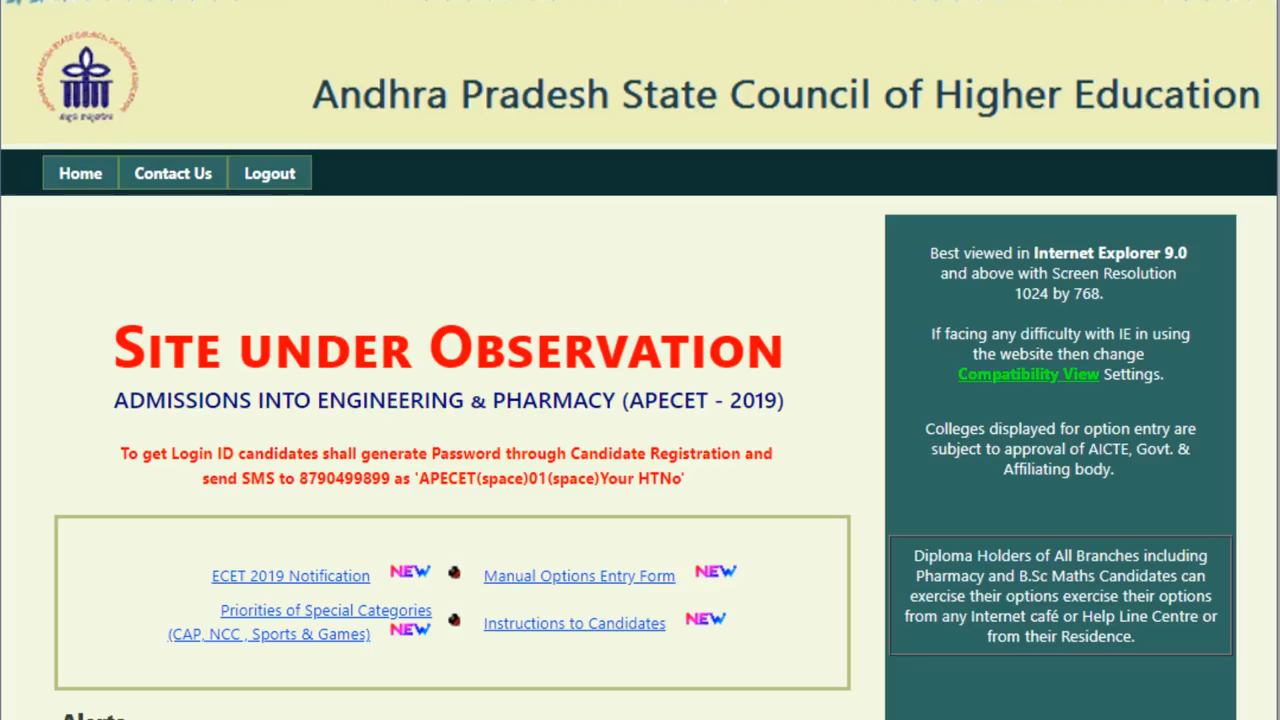 Andhra Pradesh State Council of Higher Education
Home
Contact Us
Logout
Site under Observation
ADMISSIONS INTO ENGINEERING & PHARMACY (APECET - 2019)
To get Login ID candidates shall generate Password through Candidate Registration and
send SMS to 8790499899 as 'APECET(space)01(space)Your HTNo'
ECET 2019 Notification NEW
Manual Options Entry Form NEW
Priorities of Special Categories
(CAP, NCC , Sports & Games) NEW
Instructions to Candidates NEW
Alerts
Best viewed in Internet Explorer 9.0
and above with Screen Resolution
1024 by 768.
If facing any difficulty with IE in using
the website then change
Compatibility View Settings.
Colleges displayed for option entry are
subject to approval of AICTE, Govt. &
Affiliating body.
Diploma Holders of All Branches including
Pharmacy and B.Sc Maths Candidates can
exercise their options exercise their options
from any Internet café or Help Line Centre or
from their Residence.